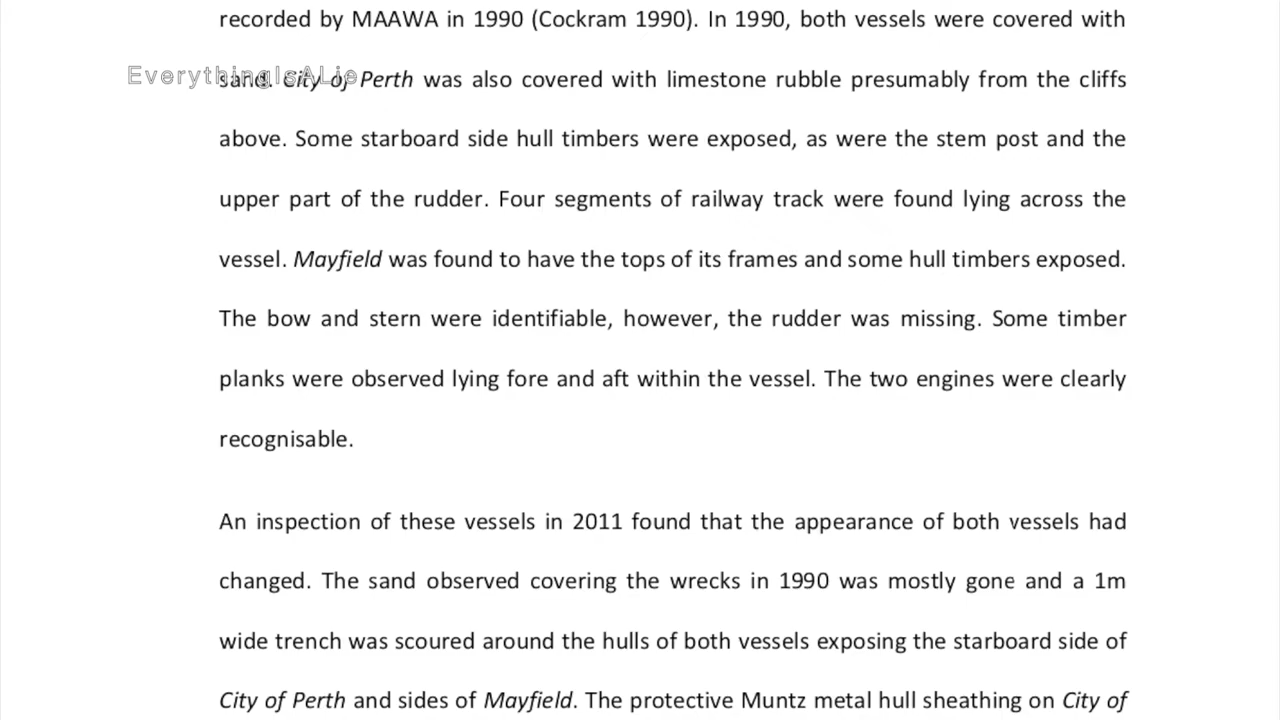 recorded by MAAWA in 1990 (Cockram 1990). In 1990, both vessels were covered with
EverythingIsALie
sand. City of Perth was also covered with limestone rubble presumably from the cliffs
above. Some starboard side hull timbers were exposed, as were the stem post and the
upper part of the rudder. Four segments of railway track were found lying across the
vessel. Mayfield was found to have the tops of its frames and some hull timbers exposed.
The bow and stern were identifiable, however, the rudder was missing. Some timber
planks were observed lying fore and aft within the vessel. The two engines were clearly
recognisable.
An inspection of these vessels in 2011 found that the appearance of both vessels had
changed. The sand observed covering the wrecks in 1990 was mostly gone and a 1m
wide trench was scoured around the hulls of both vessels exposing the starboard side of
City of Perth and sides of Mayfield. The protective Muntz metal hull sheathing on City of